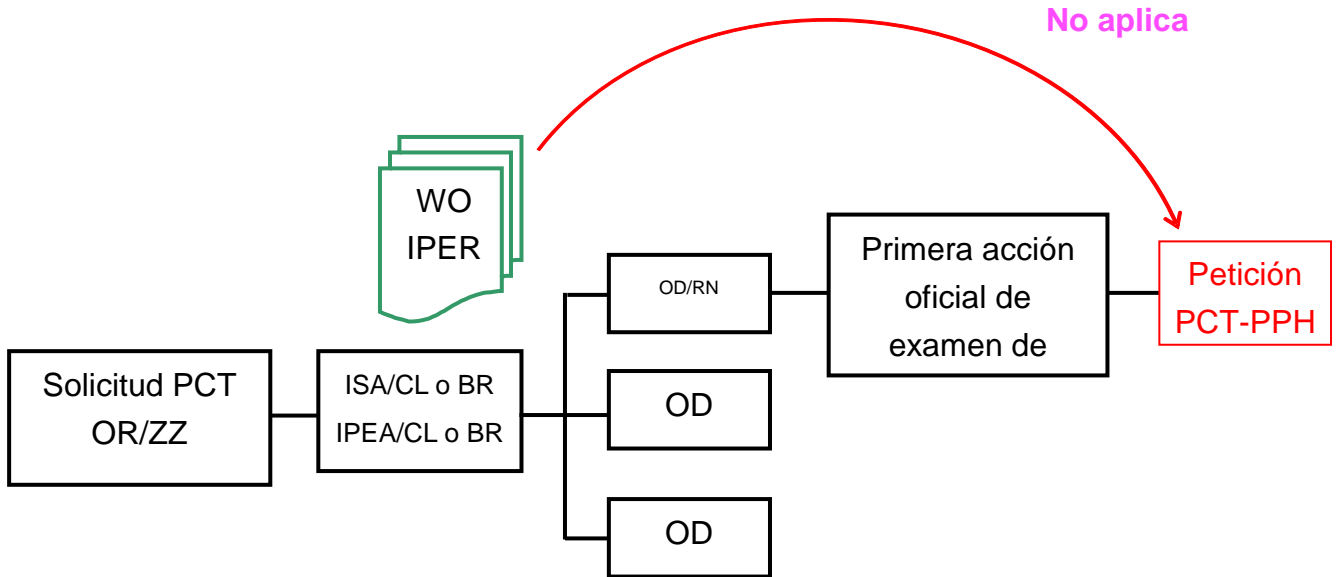 No aplica
WO
IPER
Solicitud PCT
OR/ZZ
ISA/CL o BR
IPEA/CL o BR
OD/RN
OD
OD
Primera acción
oficial de
examen de
Petición
PCT-PPH